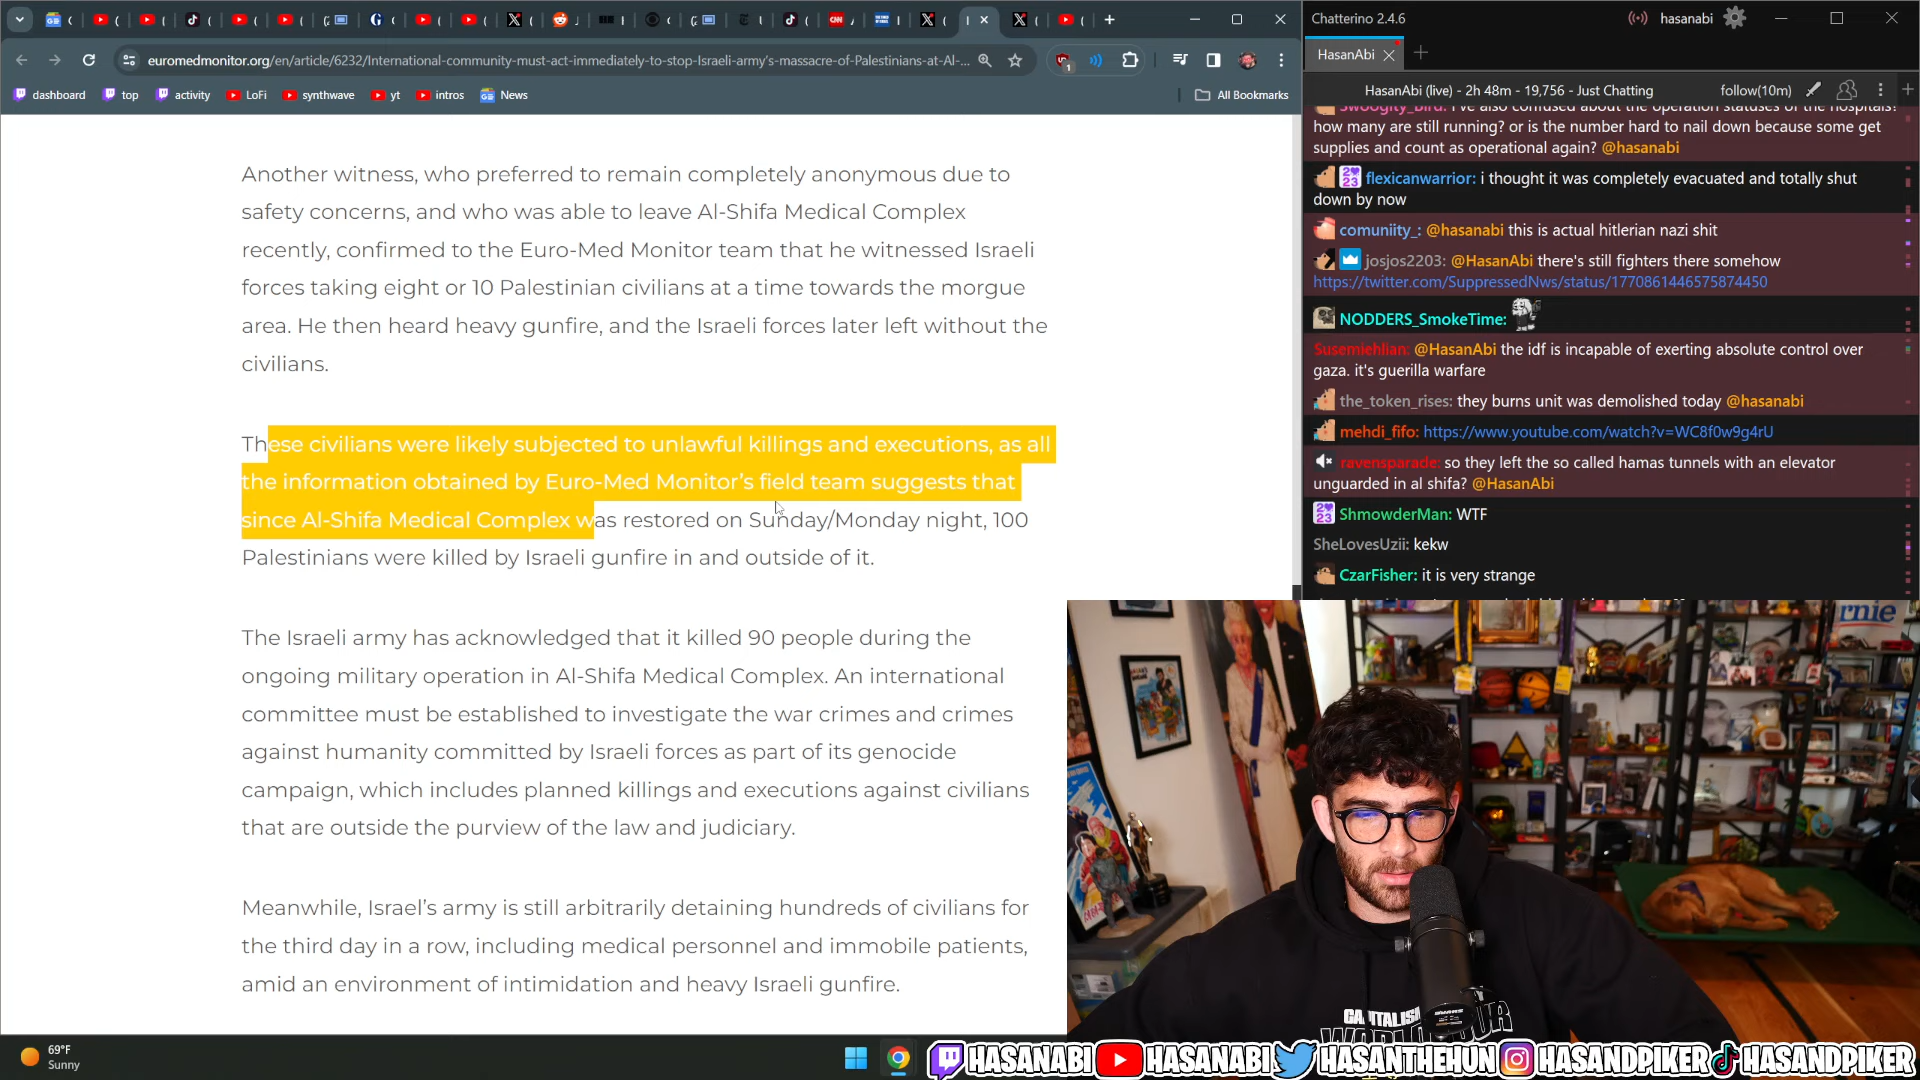 euromedmonitor.org/en/article/6232/International-community-must-act-immediately-to-stop-Israeli-army's-massacre-of-Palestinians-at-Al-...
dashboard top activity LoFi synthwave yt intros News All Bookmarks
Another witness, who preferred to remain completely anonymous due to
safety concerns, and who was able to leave Al-Shifa Medical Complex
recently, confirmed to the Euro-Med Monitor team that he witnessed Israeli
forces taking eight or 10 Palestinian civilians at a time towards the morgue
area. He then heard heavy gunfire, and the Israeli forces later left without the
civilians.
These civilians were likely subjected to unlawful killings and executions, as all
the information obtained by Euro-Med Monitor's field team suggests that
since Al-Shifa Medical Complex was restored on Sunday/Monday night, 100
Palestinians were killed by Israeli gunfire in and outside of it.
The Israeli army has acknowledged that it killed 90 people during the
ongoing military operation in Al-Shifa Medical Complex. An international
committee must be established to investigate the war crimes and crimes
against humanity committed by Israeli forces as part of its genocide
campaign, which includes planned killings and executions against civilians
that are outside the purview of the law and judiciary.
Meanwhile, Israel's army is still arbitrarily detaining hundreds of civilians for
the third day in a row, including medical personnel and immobile patients,
amid an environment of intimidation and heavy Israeli gunfire.
Chatterino 2.4.6 hasanabi
HasanAbi
HasanAbi (live) - 2h 48m - 19,756 - Just Chatting follow(10m)
Swoogity_Bird: i've also confused about the operation statuses of the hospitals?
how many are still running? or is the number hard to nail down because some get
supplies and count as operational again? @hasanabi
flexicanwarrior: i thought it was completely evacuated and totally shut
down by now
comuniity_: @hasanabi this is actual hitlerian nazi shit
josjos2203: @HasanAbi there's still fighters there somehow
https://twitter.com/SuppressedNws/status/1770861446575874450
NODDERS_SmokeTime:
Susemiehlian: @HasanAbi the idf is incapable of exerting absolute control over
gaza. it's guerilla warfare
the_token_rises: they burns unit was demolished today @hasanabi
mehdi_fifo: https://www.youtube.com/watch?v=WC8f0w9g4rU
ravensparade: so they left the so called hamas tunnels with an elevator
unguarded in al shifa? @HasanAbi
ShmowderMan: WTF
SheLovesUzii: kekw
CzarFisher: it is very strange
rnie
CAPITALISM
69°F
Sunny
HASANABI HASANABI HASANTHEHUN HASANDPIKER HASANDPIKER